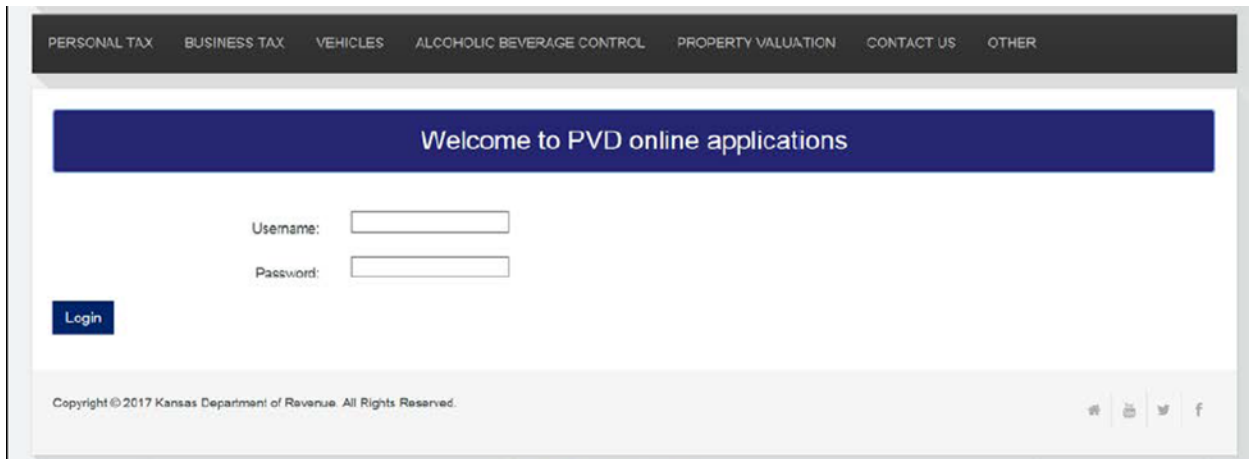 PERSONAL TAX BUSINESS TAX VEHICLES ALCOHOLIC BEVERAGE CONTROL PROPERTY VALUATION CONTACT US OTHER
Welcome to PVD online applications
Username:
Password:
Login
Copyright © 2017 Kansas Department of Revenue. All Rights Reserved.